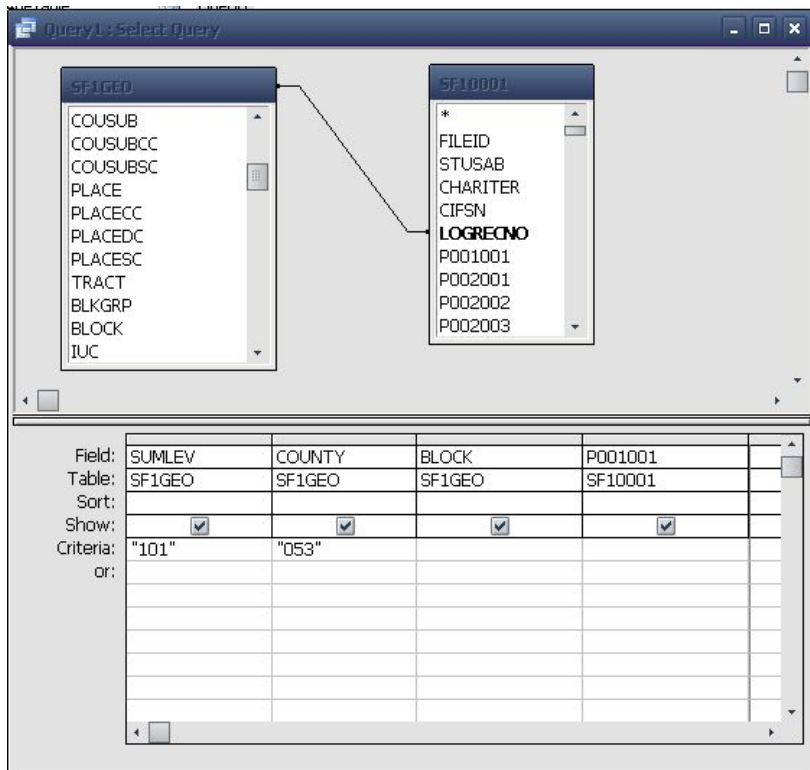 Query1 : Select Query
SF1GEO
COUSUB
COUSUBCC
COUSUBSC
PLACE
PLACECC
PLACEDC
PLACESC
TRACT
BLKGRP
BLOCK
IUC
SF10001
*
FILEID
STUSAB
CHARITER
CIFSN
LOGRECNO
P001001
P002001
P002002
P002003
Field: SUMLEV COUNTY BLOCK P001001
Table: SF1GEO SF1GEO SF1GEO SF10001
Sort:
Show:
Criteria: "101" "053"
or: